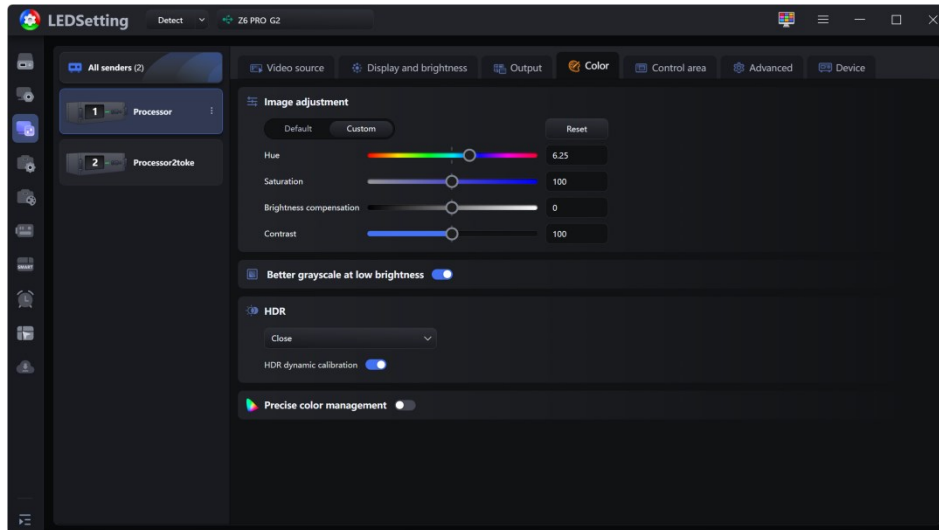 LEDSetting Detect Z6 PRO G2
All senders (2)
1 Processor
2 Processor2toke
Video source Display and brightness Output Color Control area Advanced Device
Image adjustment
Default Custom Reset
Hue 6.25
Saturation 100
Brightness compensation 0
Contrast 100
Better grayscale at low brightness
HDR
Close
HDR dynamic calibration
Precise color management
SMART